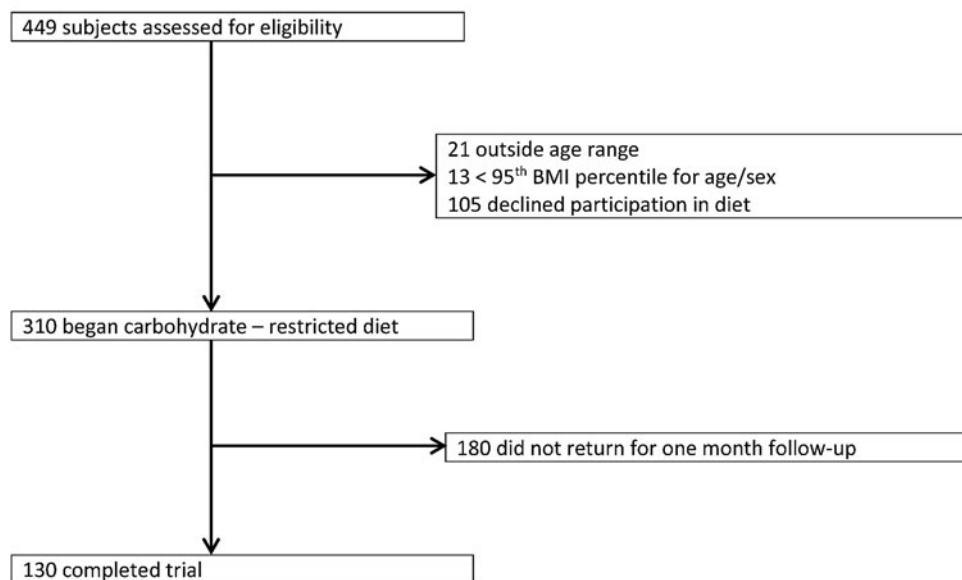 449 subjects assessed for eligibility
21 outside age range
13 < 95th BMI percentile for age/sex
105 declined participation in diet
310 began carbohydrate – restricted diet
180 did not return for one month follow-up
130 completed trial